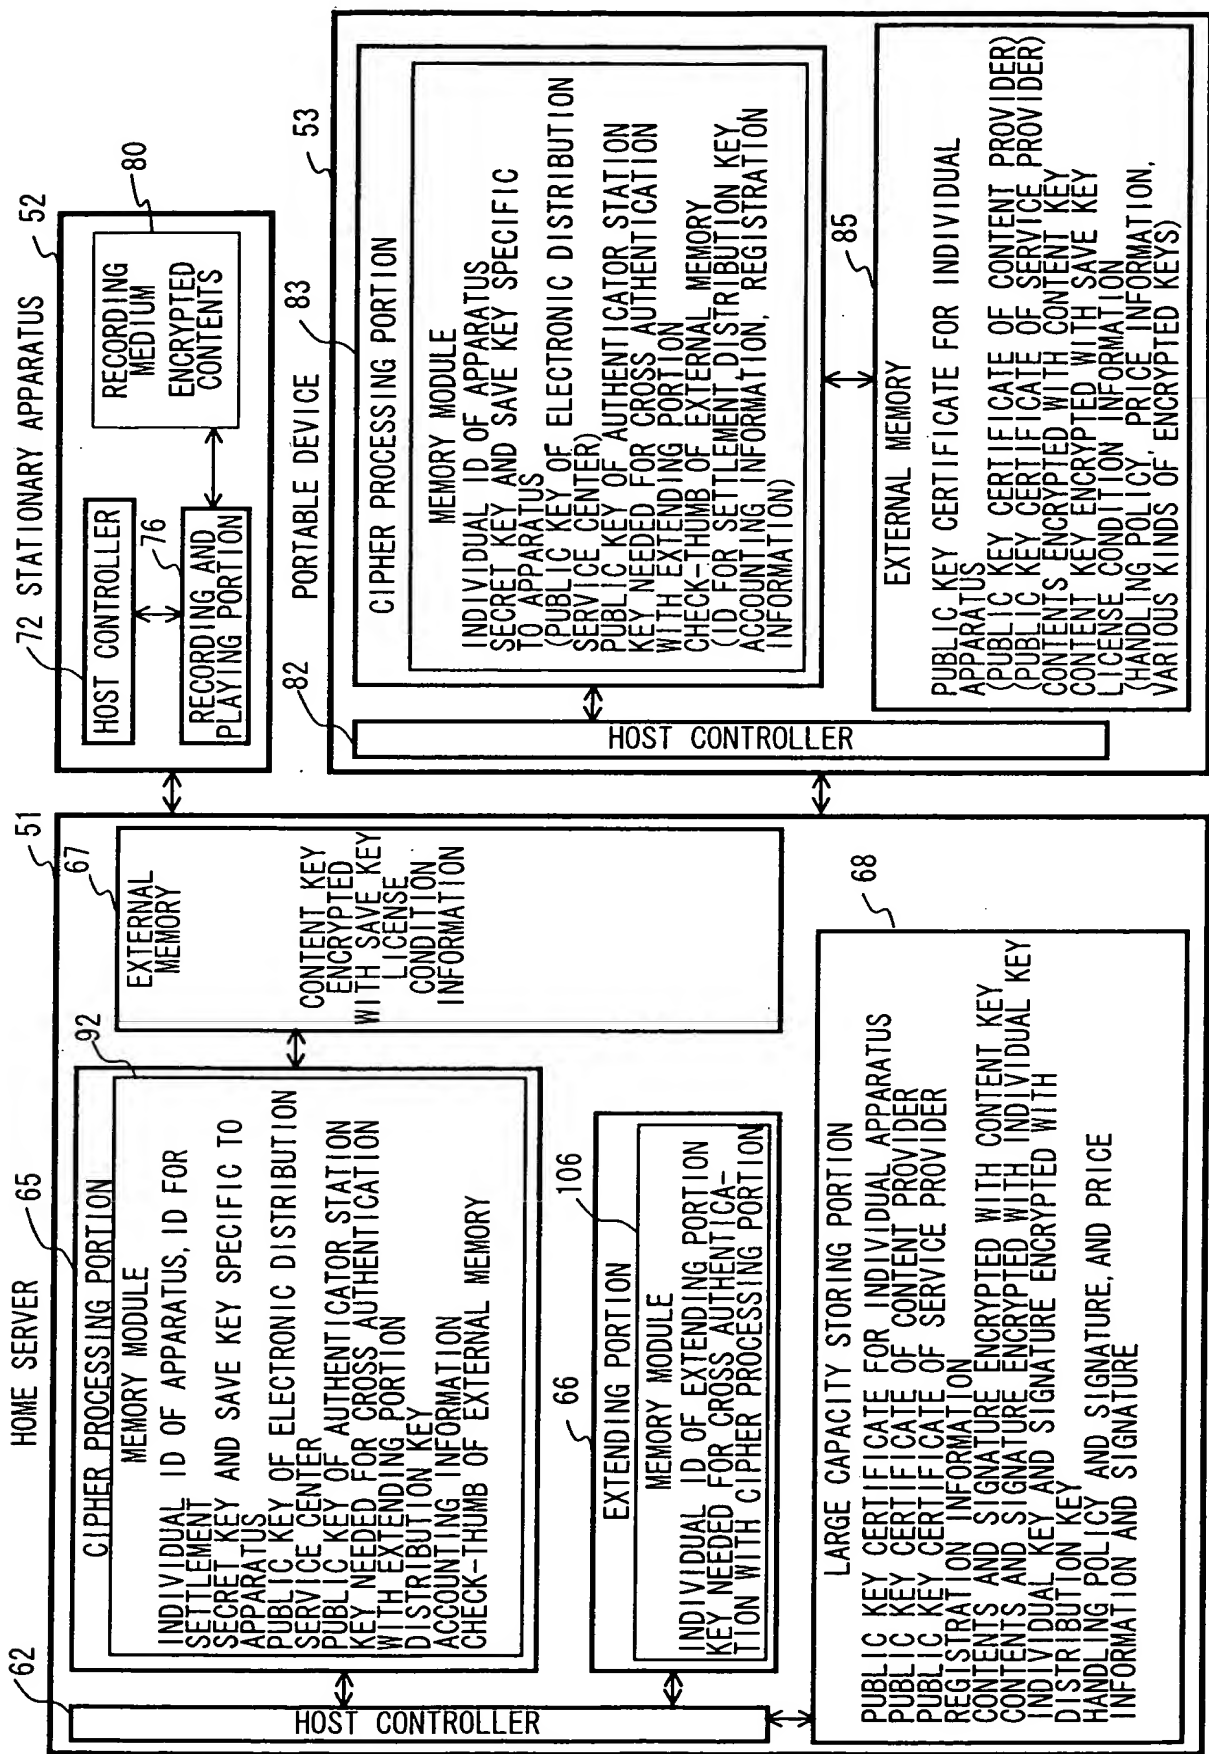 HOME SERVER
51
62
HOST CONTROLLER
65
CIPHER PROCESSING PORTION
92
MEMORY MODULE
INDIVIDUAL ID OF APPARATUS, ID FOR
SETTLEMENT
SECRET KEY AND SAVE KEY SPECIFIC TO
APPARATUS
PUBLIC KEY OF ELECTRONIC DISTRIBUTION
SERVICE CENTER
PUBLIC KEY OF AUTHENTICATOR STATION
KEY NEEDED FOR CROSS AUTHENTICATION
WITH EXTENDING PORTION
DISTRIBUTION KEY
ACCOUNTING INFORMATION
CHECK-THUMB OF EXTERNAL MEMORY
67
EXTERNAL
MEMORY
CONTENT KEY
ENCRYPTED
WITH SAVE KEY
LICENSE
CONDITION
INFORMATION
66
EXTENDING PORTION
106
MEMORY MODULE
INDIVIDUAL ID OF EXTENDING PORTION
KEY NEEDED FOR CROSS AUTHENTICA-
TION WITH CIPHER PROCESSING PORTION
68
LARGE CAPACITY STORING PORTION
PUBLIC KEY CERTIFICATE FOR INDIVIDUAL APPARATUS
PUBLIC KEY CERTIFICATE OF CONTENT PROVIDER
PUBLIC KEY CERTIFICATE OF SERVICE PROVIDER
REGISTRATION INFORMATION
CONTENTS AND SIGNATURE ENCRYPTED WITH CONTENT KEY
CONTENTS AND SIGNATURE ENCRYPTED WITH INDIVIDUAL KEY
INDIVIDUAL KEY AND SIGNATURE ENCRYPTED WITH
DISTRIBUTION KEY
HANDLING POLICY AND SIGNATURE, AND PRICE
INFORMATION AND SIGNATURE
72 STATIONARY APPARATUS
52
HOST CONTROLLER
76
RECORDING AND
PLAYING PORTION
80
RECORDING
MEDIUM
ENCRYPTED
CONTENTS
PORTABLE DEVICE
53
82
HOST CONTROLLER
83
CIPHER PROCESSING PORTION
MEMORY MODULE
INDIVIDUAL ID OF APPARATUS
SECRET KEY AND SAVE KEY SPECIFIC
TO APPARATUS
(PUBLIC KEY OF ELECTRONIC DISTRIBUTION
SERVICE CENTER)
PUBLIC KEY OF AUTHENTICATOR STATION
KEY NEEDED FOR CROSS AUTHENTICATION
WITH EXTENDING PORTION
CHECK-THUMB OF EXTERNAL MEMORY
(ID FOR SETTLEMENT DISTRIBUTION KEY,
ACCOUNTING INFORMATION, REGISTRATION
INFORMATION)
85
EXTERNAL MEMORY
PUBLIC KEY CERTIFICATE FOR INDIVIDUAL
APPARATUS
(PUBLIC KEY CERTIFICATE OF CONTENT PROVIDER)
(PUBLIC KEY CERTIFICATE OF SERVICE PROVIDER)
CONTENTS ENCRYPTED WITH CONTENT KEY
CONTENT KEY ENCRYPTED WITH SAVE KEY
LICENSE CONDITION INFORMATION
(HANDLING POLICY, PRICE INFORMATION,
VARIOUS KINDS OF ENCRYPTED KEYS)